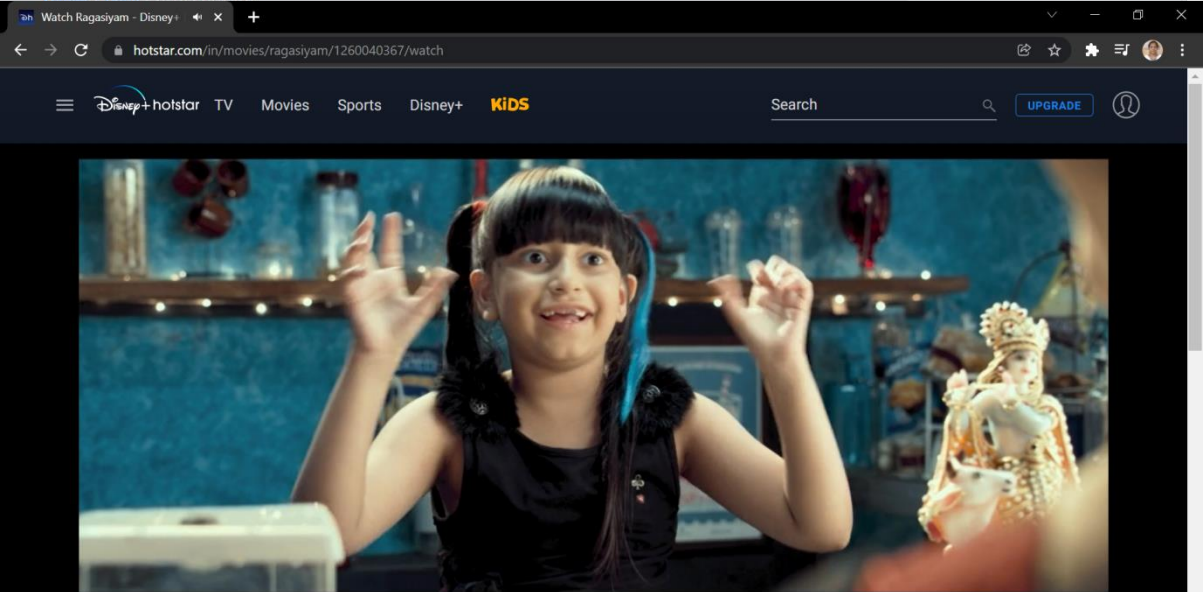 Watch Ragasiyam - Disney+
hotstar.com/in/movies/ragasiyam/1260040367/watch
Disney+ hotstar TV Movies Sports Disney+ KiDS Search UPGRADE